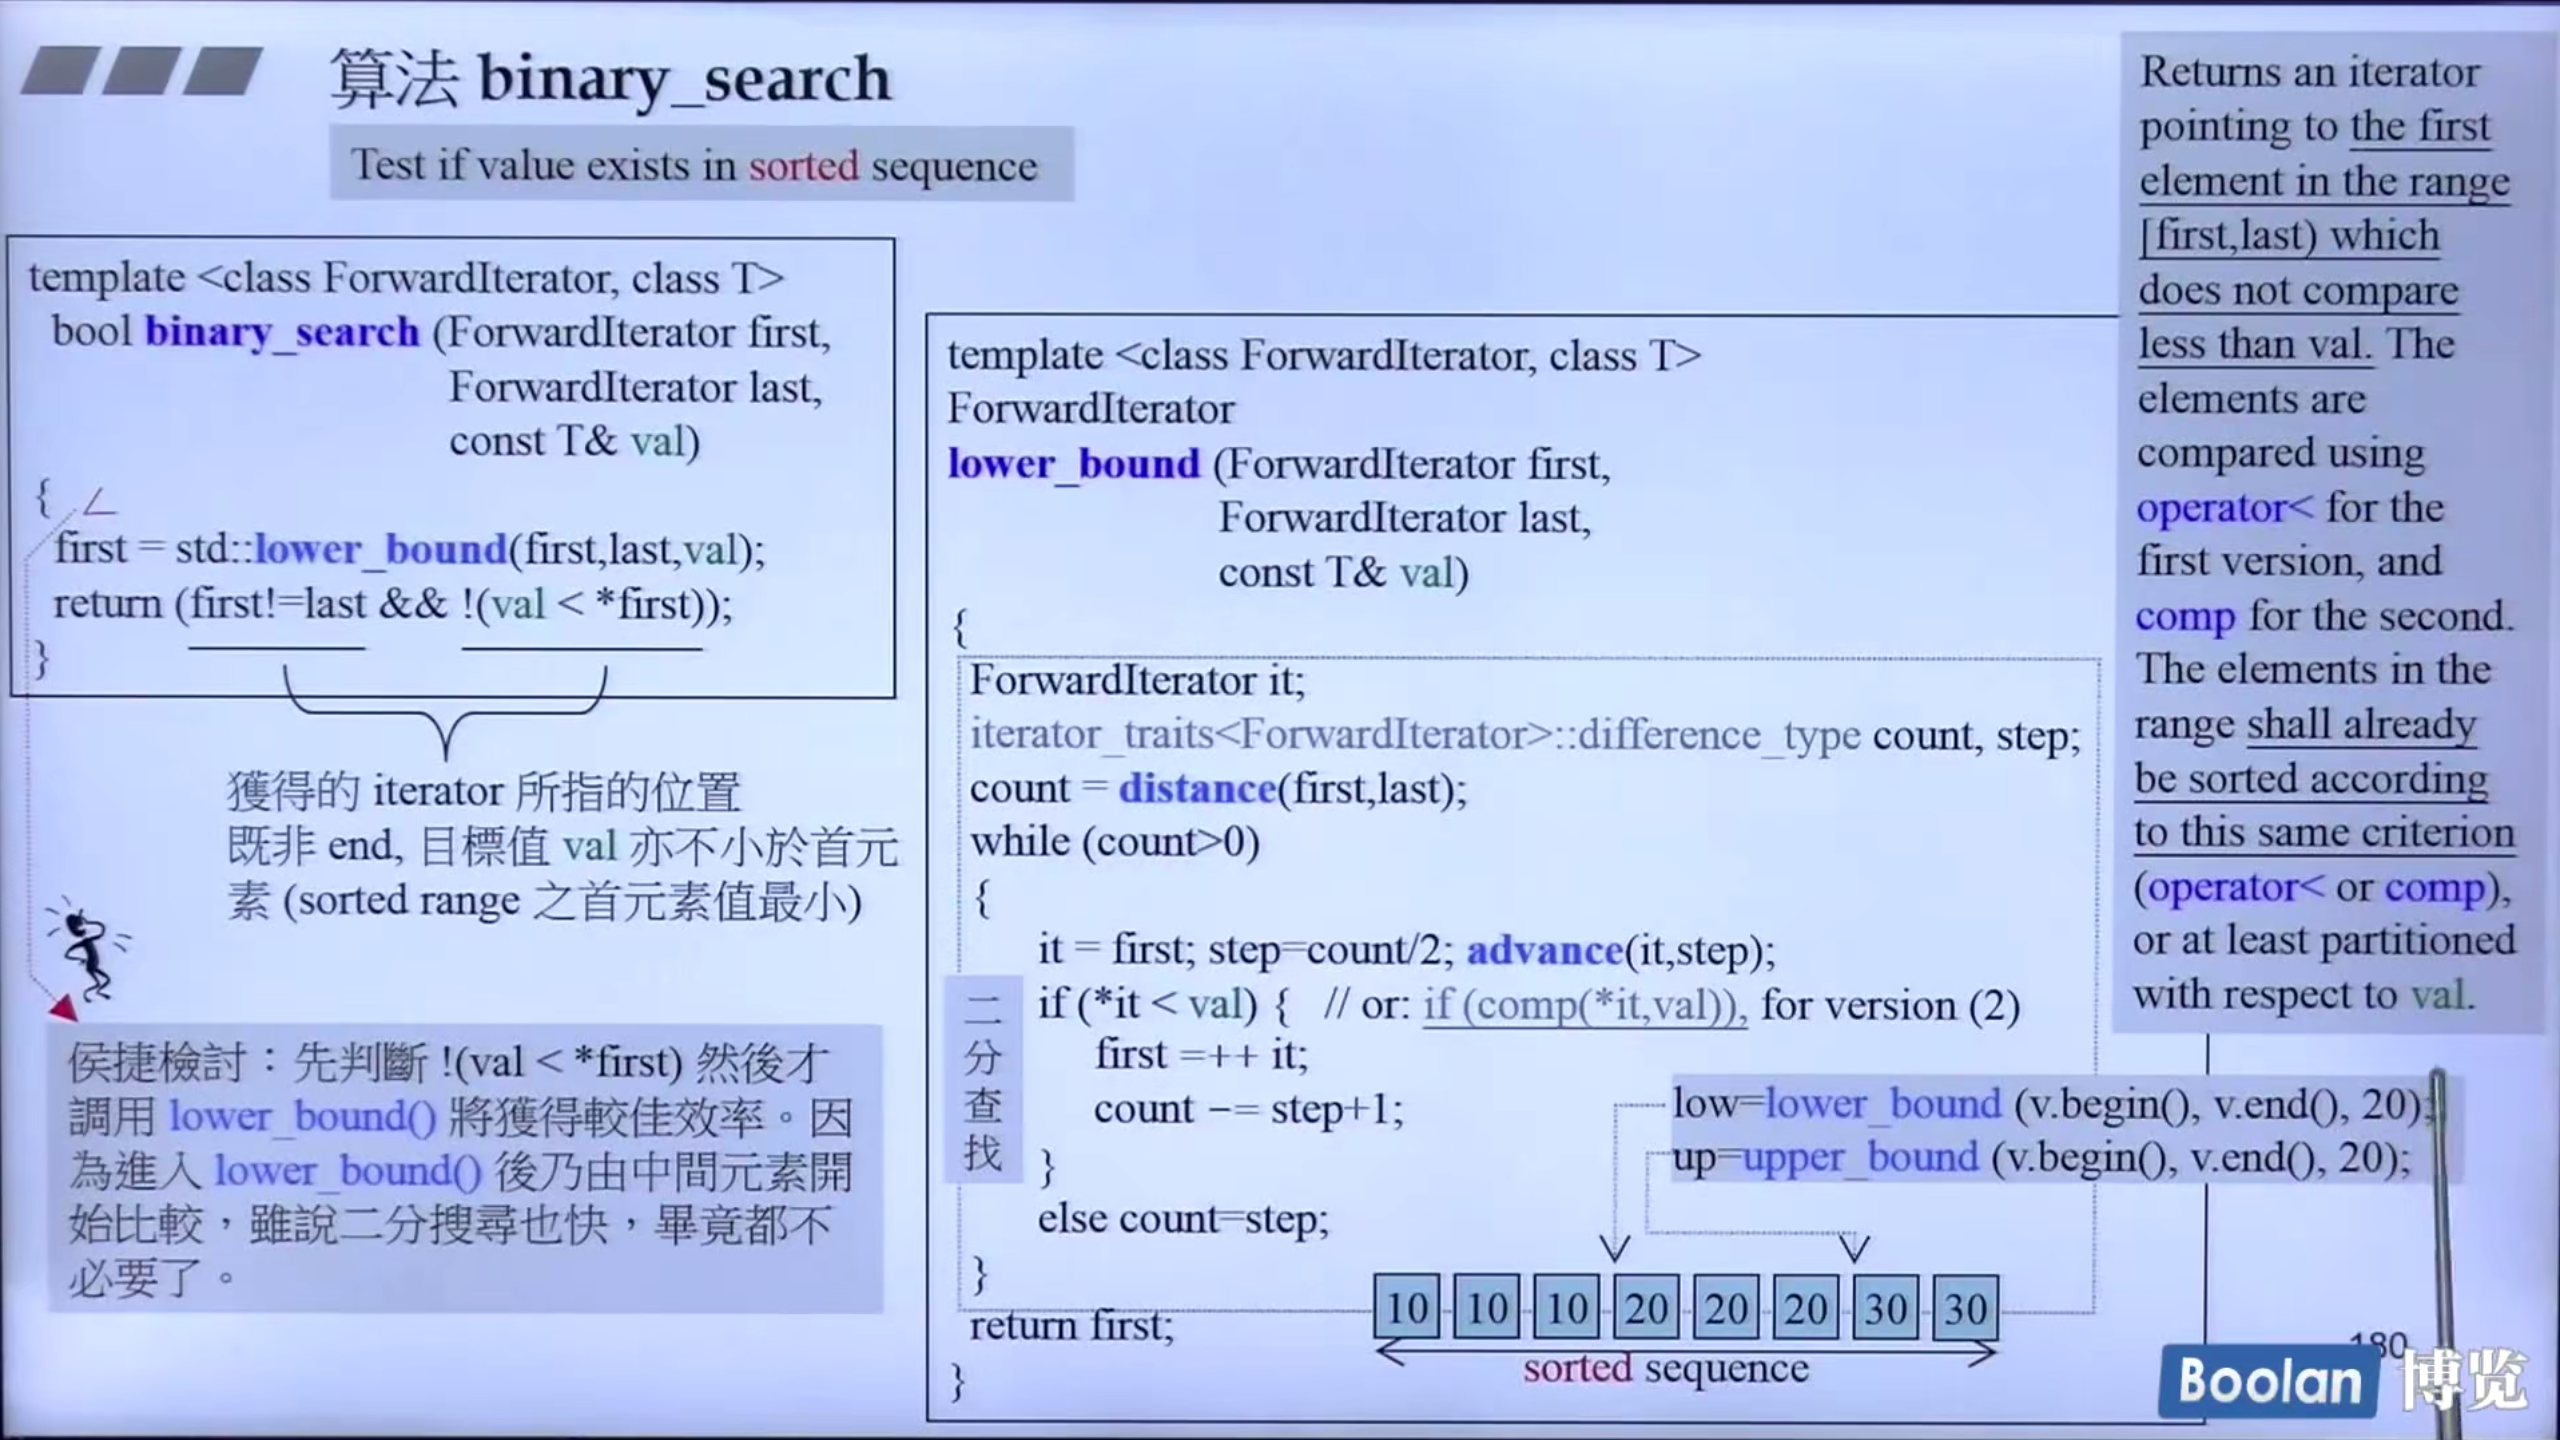 算法 binary_search
Test if value exists in sorted sequence
template <class ForwardIterator, class T>
bool binary_search (ForwardIterator first,
ForwardIterator last,
const T& val)
{
first = std::lower_bound(first,last,val);
return (first!=last && !(val < *first));
}
獲得的 iterator 所指的位置
既非 end, 目標值 val 亦不小於首元
素 (sorted range 之首元素值最小)
侯捷檢討：先判斷 !(val < *first) 然後才
調用 lower_bound() 將獲得較佳效率。因
為進入 lower_bound() 後乃由中間元素開
始比較，雖說二分搜尋也快，畢竟都不
必要了。
template <class ForwardIterator, class T>
ForwardIterator
lower_bound (ForwardIterator first,
ForwardIterator last,
const T& val)
{
ForwardIterator it;
iterator_traits<ForwardIterator>::difference_type count, step;
count = distance(first,last);
while (count>0)
{
it = first; step=count/2; advance(it,step);
if (*it < val) { // or: if (comp(*it,val)), for version (2)
first =++ it;
count -= step+1;
}
else count=step;
}
return first;
}
二
分
查
找
low=lower_bound (v.begin(), v.end(), 20);
up=upper_bound (v.begin(), v.end(), 20);
10 10 10 20 20 20 30 30
sorted sequence
Returns an iterator
pointing to the first
element in the range
[first,last) which
does not compare
less than val. The
elements are
compared using
operator< for the
first version, and
comp for the second.
The elements in the
range shall already
be sorted according
to this same criterion
(operator< or comp),
or at least partitioned
with respect to val.
180
Boolan 博览